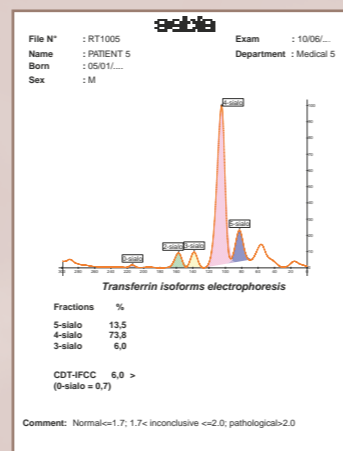 sebia
File N° : RT1005 Exam : 10/06/...
Name : PATIENT 5 Department : Medical 5
Born : 05/01/....
Sex : M
4-sialo
5-sialo
2-sialo 3-sialo
0-sialo
Transferrin isoforms electrophoresis
Fractions %
5-sialo 13,5
4-sialo 73,8
3-sialo 6,0
CDT-IFCC 6,0 >
(0-sialo = 0,7)
Comment: Normal<=1.7; 1.7< inconclusive <=2.0; pathological>2.0